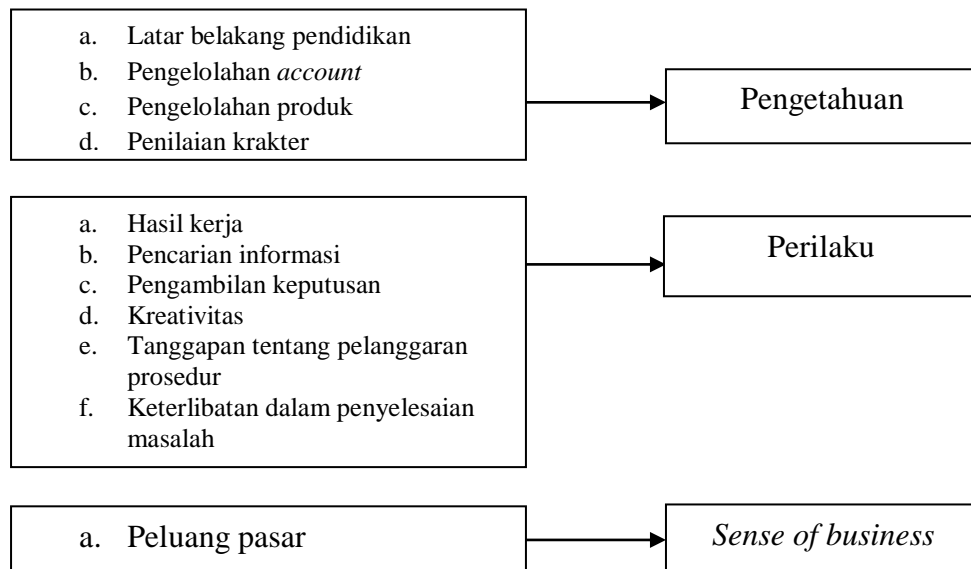 a. Latar belakang pendidikan
b. Pengelolahan account
c. Pengelolahan produk
d. Penilaian krakter
Pengetahuan
a. Hasil kerja
b. Pencarian informasi
c. Pengambilan keputusan
d. Kreativitas
e. Tanggapan tentang pelanggaran
prosedur
f. Keterlibatan dalam penyelesaian
masalah
Perilaku
a. Peluang pasar
Sense of business